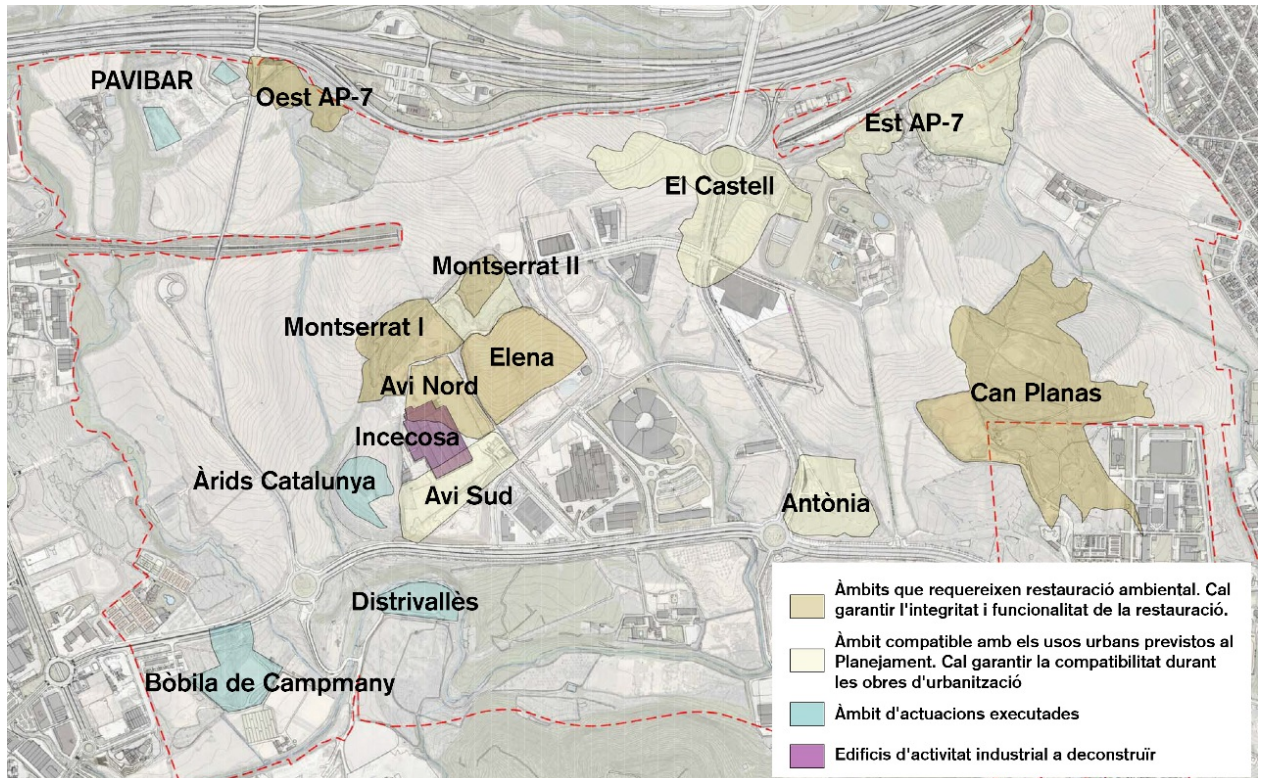 PAVIBAR
Oest AP-7
Est AP-7
El Castell
Montserrat II
Montserrat I
Elena
Avi Nord
Can Planas
Incecosa
Àrids Catalunya
Avi Sud
Antònia
Distrivallès
Bòbila de Campmany
Àmbits que requereixen restauració ambiental. Cal
garantir l'integritat i funcionalitat de la restauració.
Àmbit compatible amb els usos urbans previstos al
Planejament. Cal garantir la compatibilitat durant
les obres d'urbanització
Àmbit d'actuacions executades
Edificis d'activitat industrial a deconstruïr